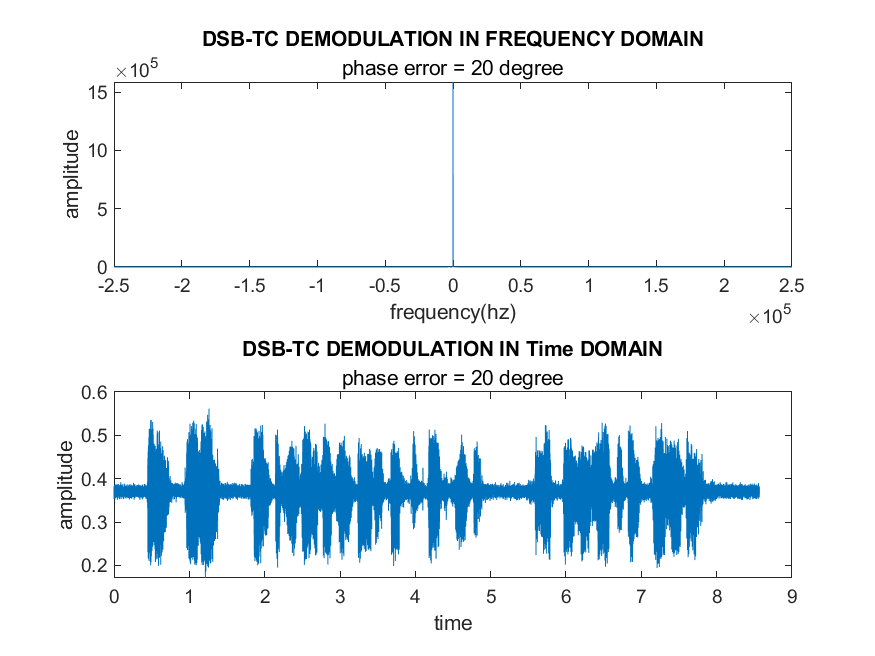 DSB-TC DEMODULATION IN FREQUENCY DOMAIN
phase error = 20 degree
×10^5
15
10
5
0
amplitude
-2.5 -2 -1.5 -1 -0.5 0 0.5 1 1.5 2 2.5
frequency(hz)
×10^5
DSB-TC DEMODULATION IN Time DOMAIN
phase error = 20 degree
0.6
0.5
0.4
0.3
0.2
amplitude
0 1 2 3 4 5 6 7 8 9
time